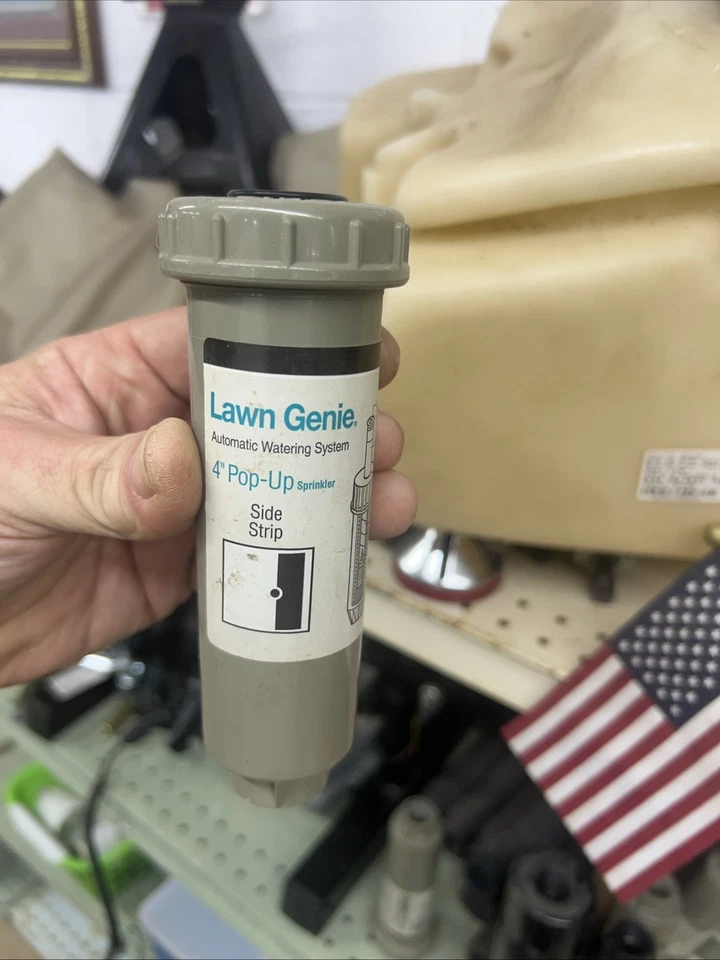 Lawn Genie®
Automatic Watering System
4" Pop-Up Sprinkler
Side
Strip